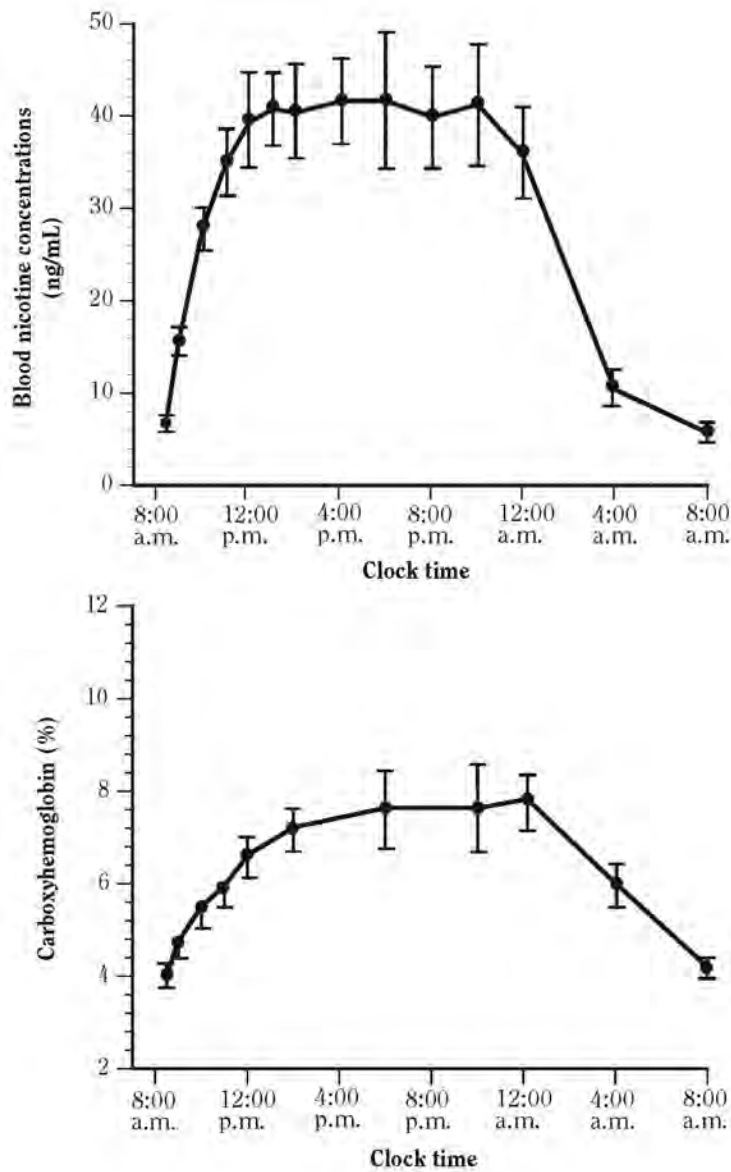 Blood nicotine concentrations
(ng/mL)
50
40
30
20
10
0
8:00 12:00 4:00 8:00 12:00 4:00 8:00
a.m. p.m. p.m. p.m. a.m. a.m. a.m.
Clock time
Carboxyhemoglobin (%)
12
10
8
6
4
2
8:00 12:00 4:00 8:00 12:00 4:00 8:00
a.m. p.m. p.m. p.m. a.m. a.m. a.m.
Clock time